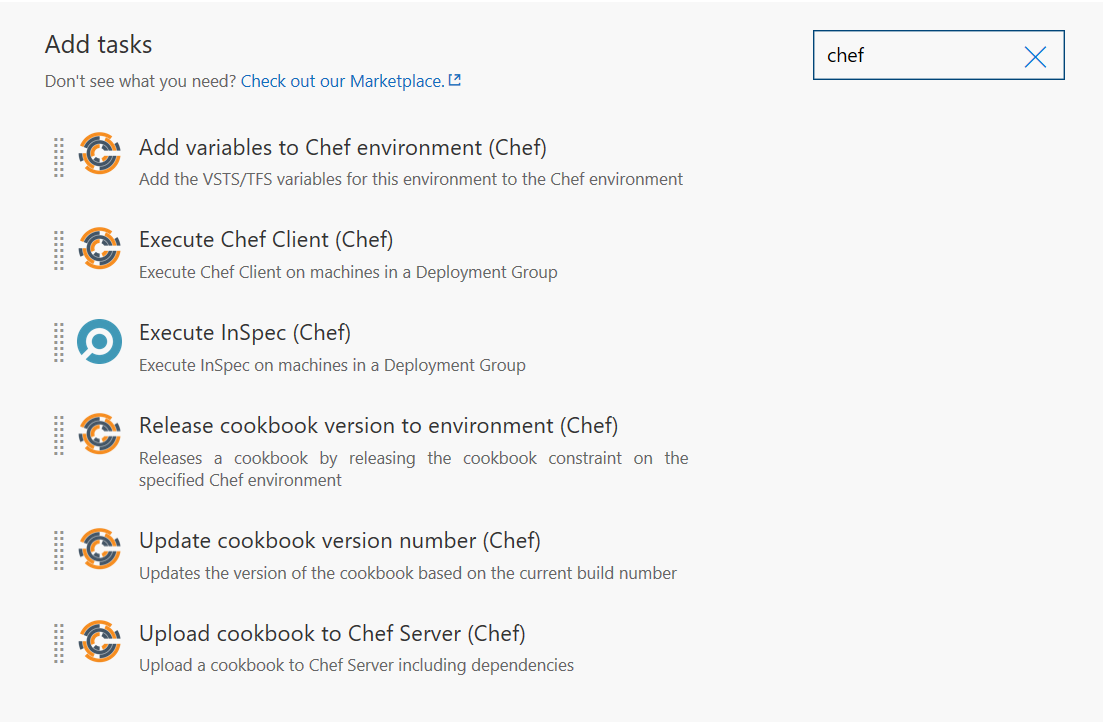 Add tasks
chef
Don't see what you need? Check out our Marketplace.
Add variables to Chef environment (Chef)
Add the VSTS/TFS variables for this environment to the Chef environment
Execute Chef Client (Chef)
Execute Chef Client on machines in a Deployment Group
Execute InSpec (Chef)
Execute InSpec on machines in a Deployment Group
Release cookbook version to environment (Chef)
Releases a cookbook by releasing the cookbook constraint on the
specified Chef environment
Update cookbook version number (Chef)
Updates the version of the cookbook based on the current build number
Upload cookbook to Chef Server (Chef)
Upload a cookbook to Chef Server including dependencies